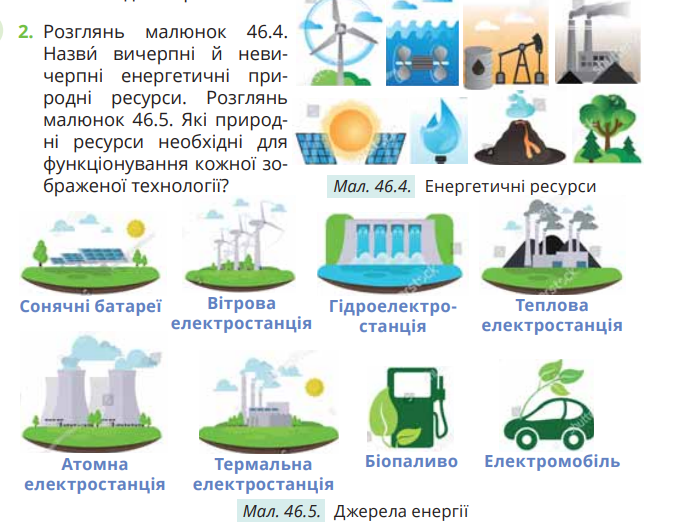 2. Розглянь малюнок 46.4.
Назви́ вичерпні й неви-
черпні енергетичні при-
родні ресурси. Розглянь
малюнок 46.5. Які природ-
ні ресурси необхідні для
функціонування кожної зо-
браженої технології?
Мал. 46.4. Енергетичні ресурси
Сонячні батареї
Вітрова
електростанція
Гідроелектро-
станція
Теплова
електростанція
Атомна
електростанція
Термальна
електростанція
Біопаливо
Електромобіль
Мал. 46.5. Джерела енергії